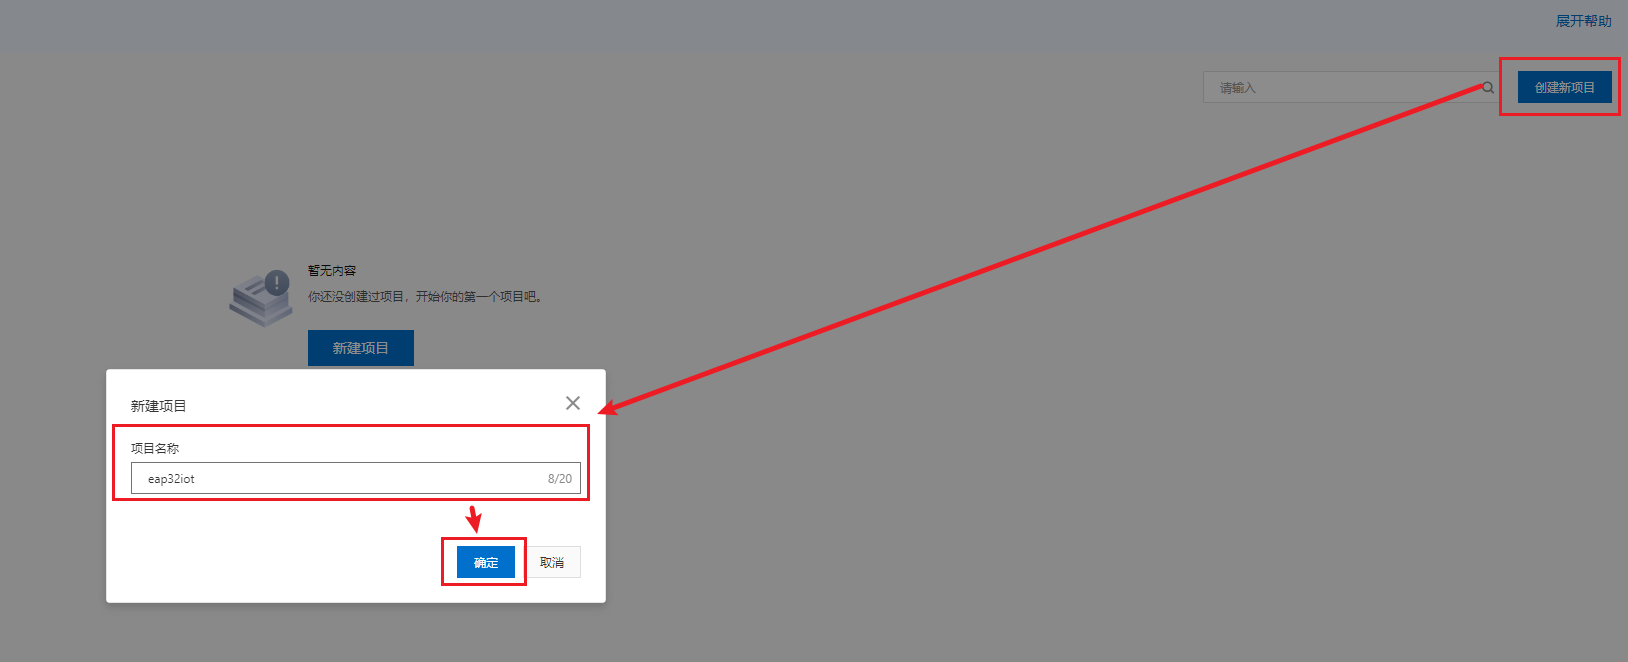 展开帮助
请输入
创建新项目
暂无内容
你还没创建过项目，开始你的第一个项目吧。
新建项目
新建项目
项目名称
eap32iot 8/20
确定 取消